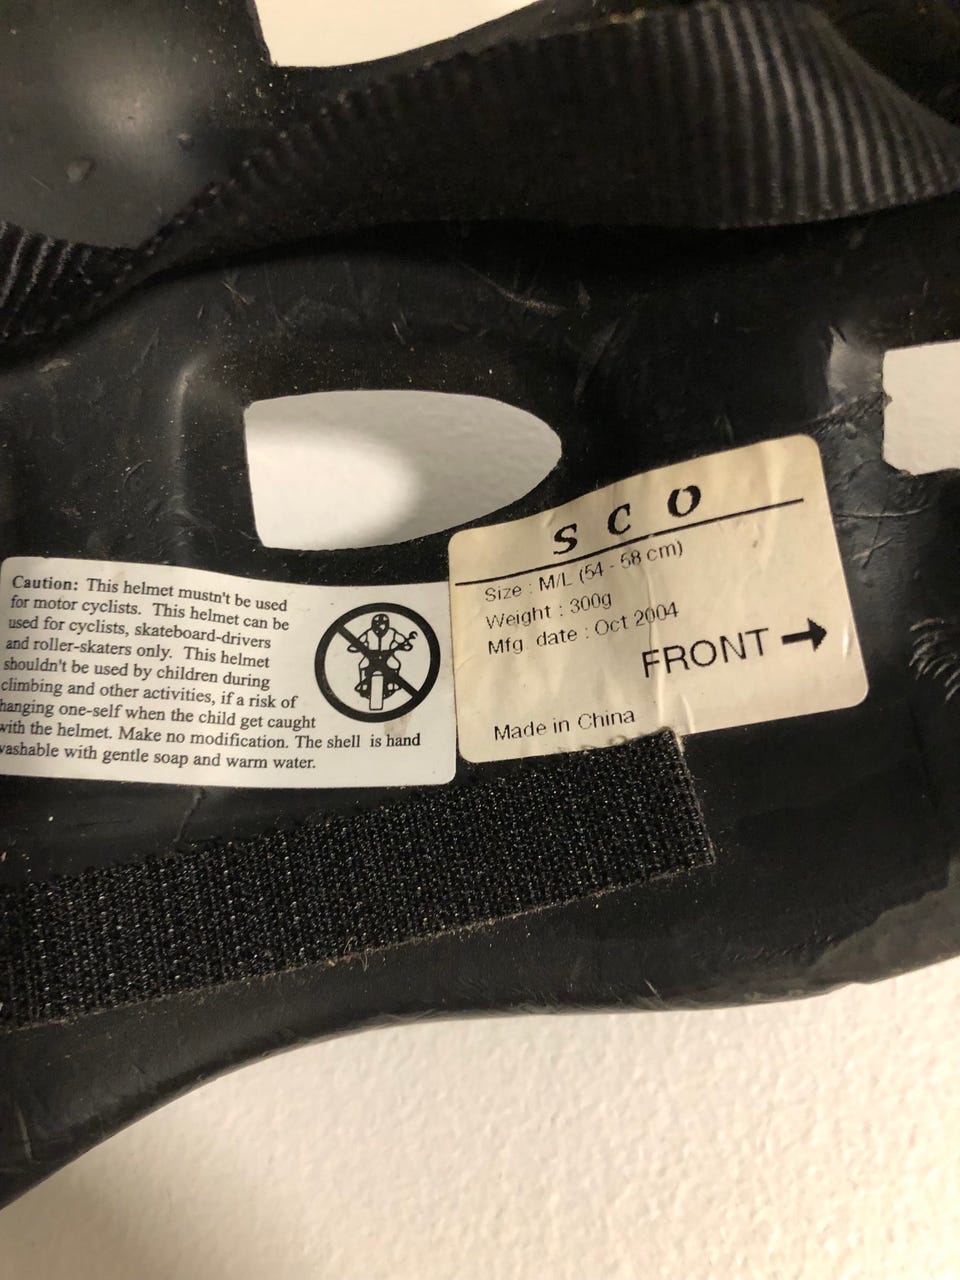 Caution: This helmet mustn't be used
for motor cyclists. This helmet can be
used for cyclists, skateboard-drivers
and roller-skaters only. This helmet
shouldn't be used by children during
climbing and other activities, if a risk of
hanging one-self when the child get caught
with the helmet. Make no modification. The shell is hand
washable with gentle soap and warm water.
SCO
Size : M/L (54 - 58 cm)
Weight : 300g
Mfg. date : Oct 2004
FRONT →
Made in China